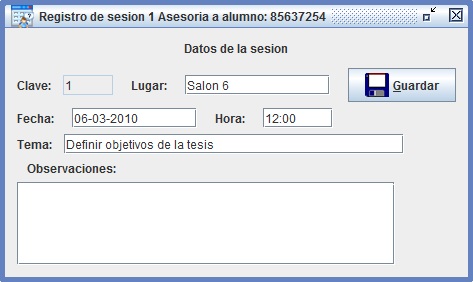 Registro de sesion 1 Asesoria a alumno: 85637254
Datos de la sesion
Clave: 1 Lugar: Salon 6 Guardar
Fecha: 06-03-2010 Hora: 12:00
Tema: Definir objetivos de la tesis
Observaciones: